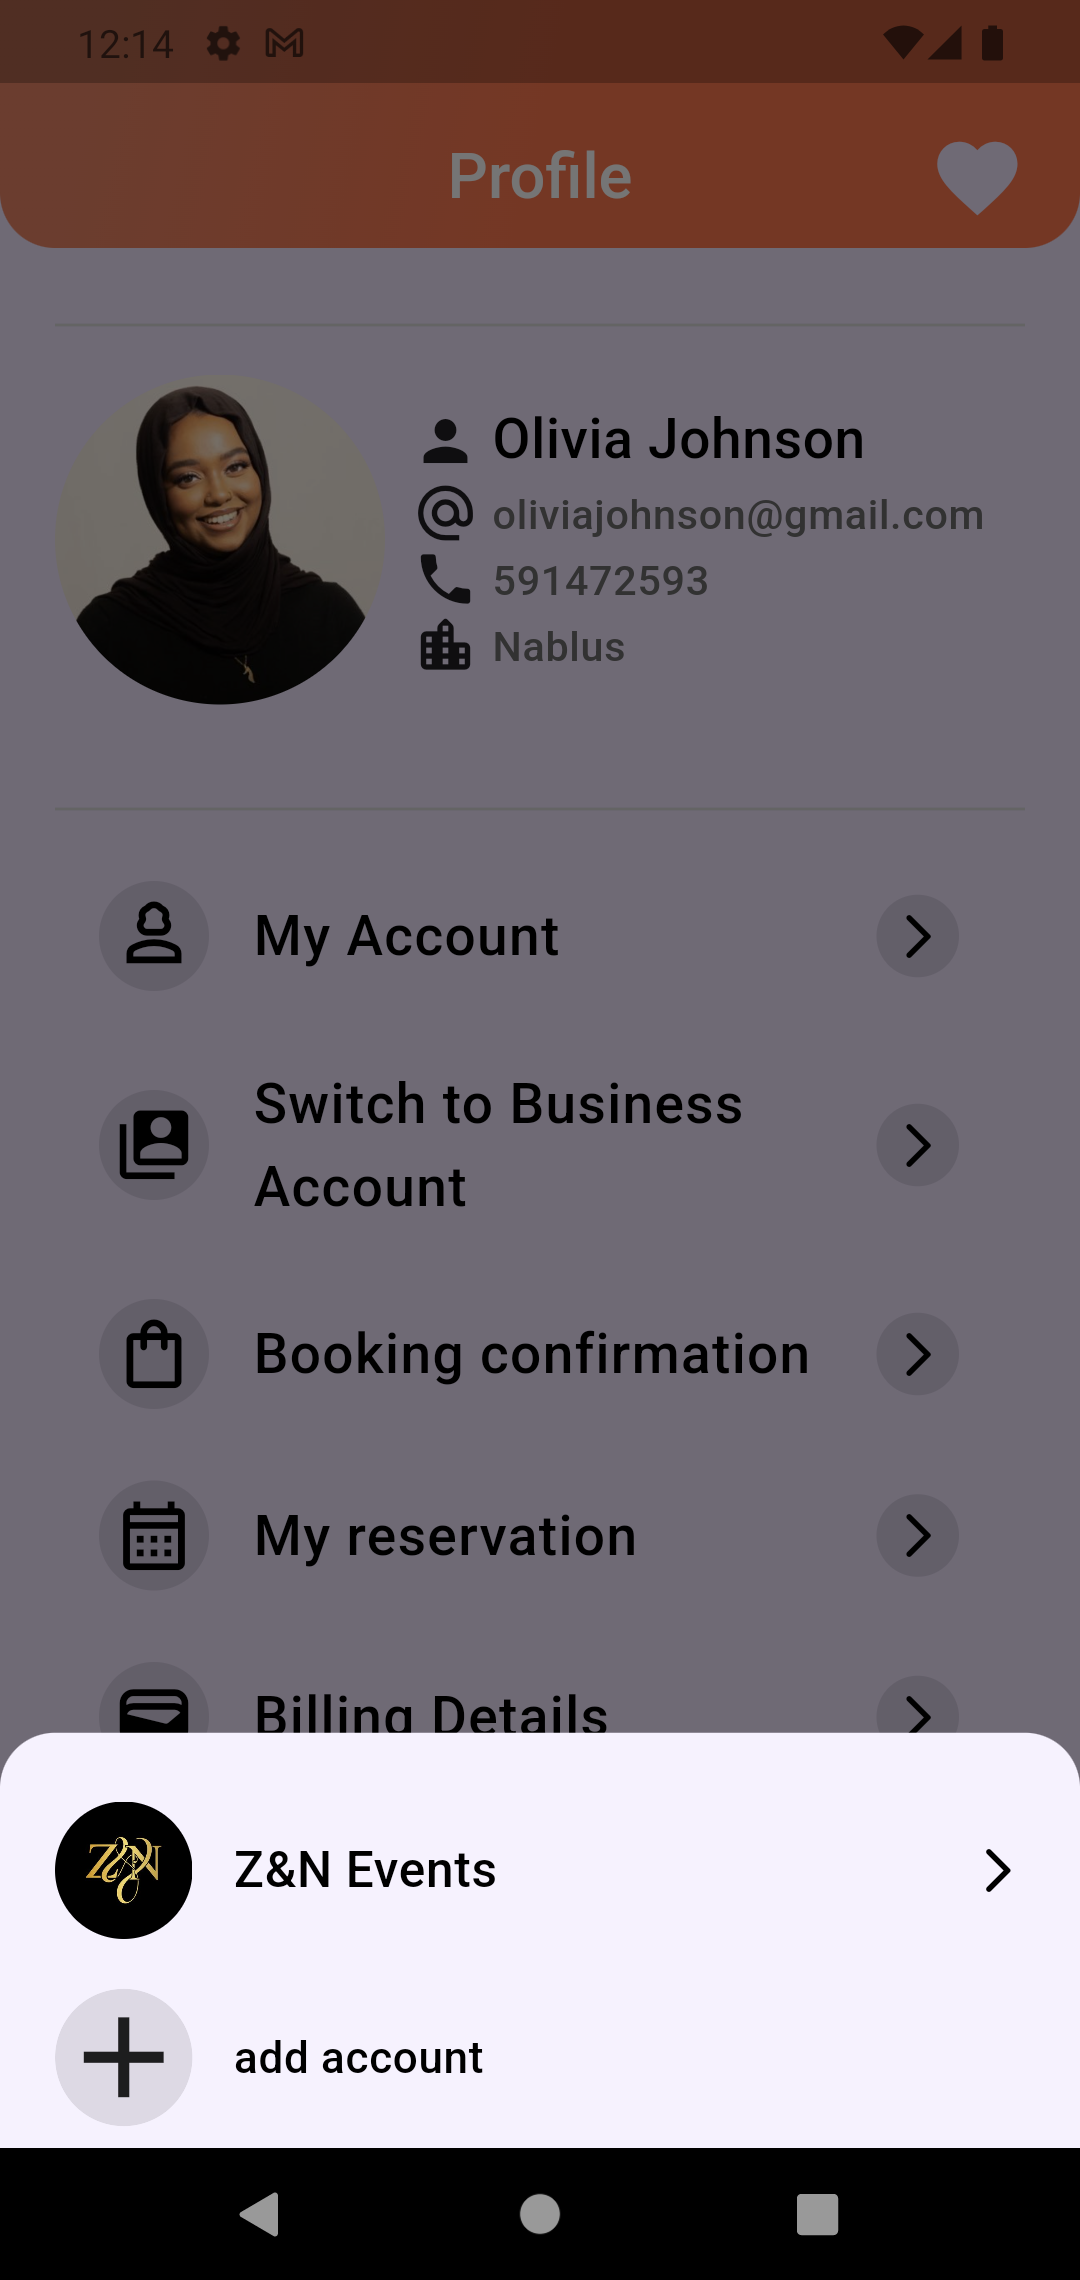 12:14
Profile
Olivia Johnson
oliviajohnson@gmail.com
591472593
Nablus
My Account
Switch to Business
Account
Booking confirmation
My reservation
Billing Details
Z&N
Z&N Events
add account